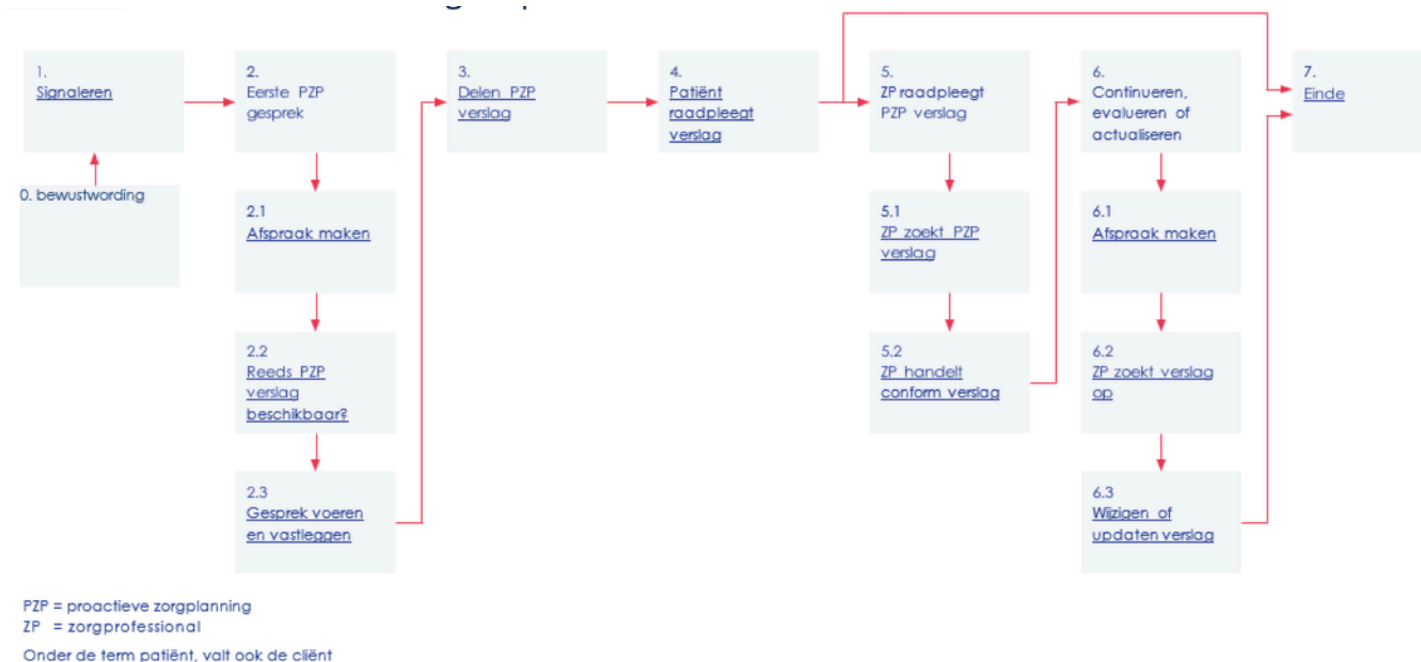 1.
Signaleren
0. bewustwording
2.
Eerste PZP
gesprek
2.1
Afspraak maken
2.2
Reeds PZP
verslag
beschikbaar?
2.3
Gesprek voeren
en vastleggen
3.
Delen PZP
verslag
4.
Patiënt
raadpleegt
verslag
5.
ZP raadpleegt
PZP verslag
5.1
ZP zoekt PZP
verslag
5.2
ZP handelt
conform verslag
6.
Continueren,
evalueren of
actualiseren
6.1
Afspraak maken
6.2
ZP zoekt verslag
op
6.3
Wijzigen of
updaten verslag
7.
Einde
PZP = proactieve zorgplanning
ZP = zorgprofessional
Onder de term patiënt, valt ook de cliënt